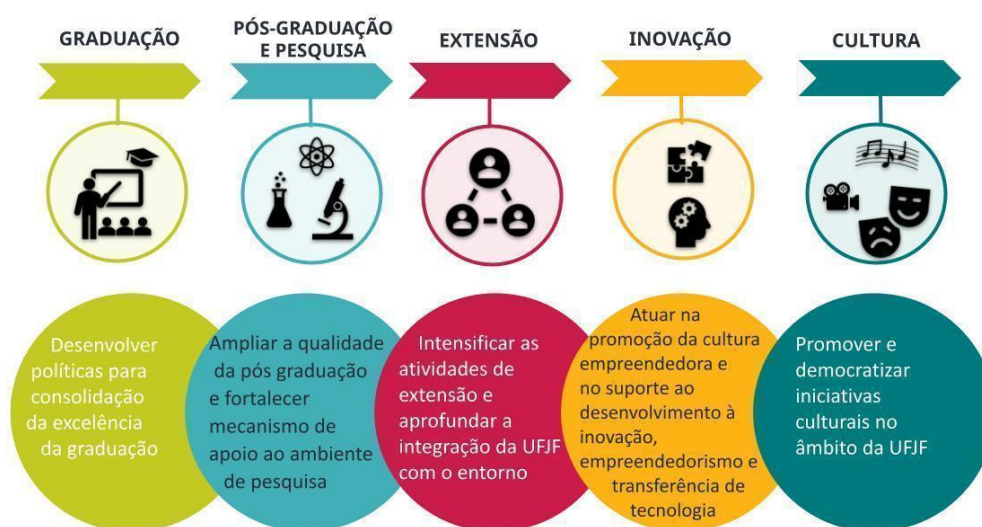 GRADUAÇÃO
PÓS-GRADUAÇÃO
E PESQUISA
EXTENSÃO
INOVAÇÃO
CULTURA
Desenvolver
políticas para
consolidação
da excelência
da graduação
Ampliar a qualidade
da pós graduação
e fortalecer
mecanismo de
apoio ao ambiente
de pesquisa
Intensificar as
atividades de
extensão e
aprofundar a
integração da UFJF
com o entorno
Atuar na
promoção da cultura
empreendedora e
no suporte ao
desenvolvimento à
inovação,
empreendedorismo e
transferência de
tecnologia
Promover e
democratizar
iniciativas
culturais no
âmbito da UFJF